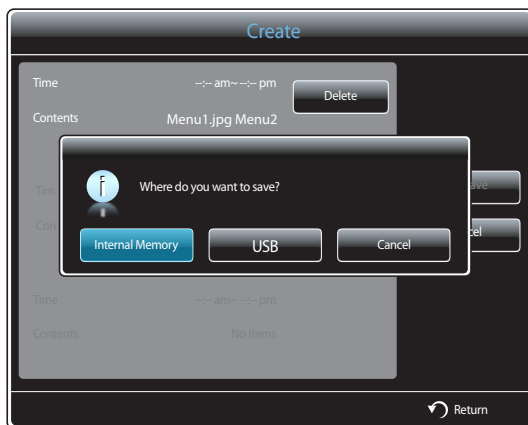 Create
Time --:-- am~ --:-- pm
Delete
Contents Menu1.jpg Menu2
Where do you want to save?
Internal Memory USB Cancel
Time --:-- am~ --:-- pm
Contents No Items
Return